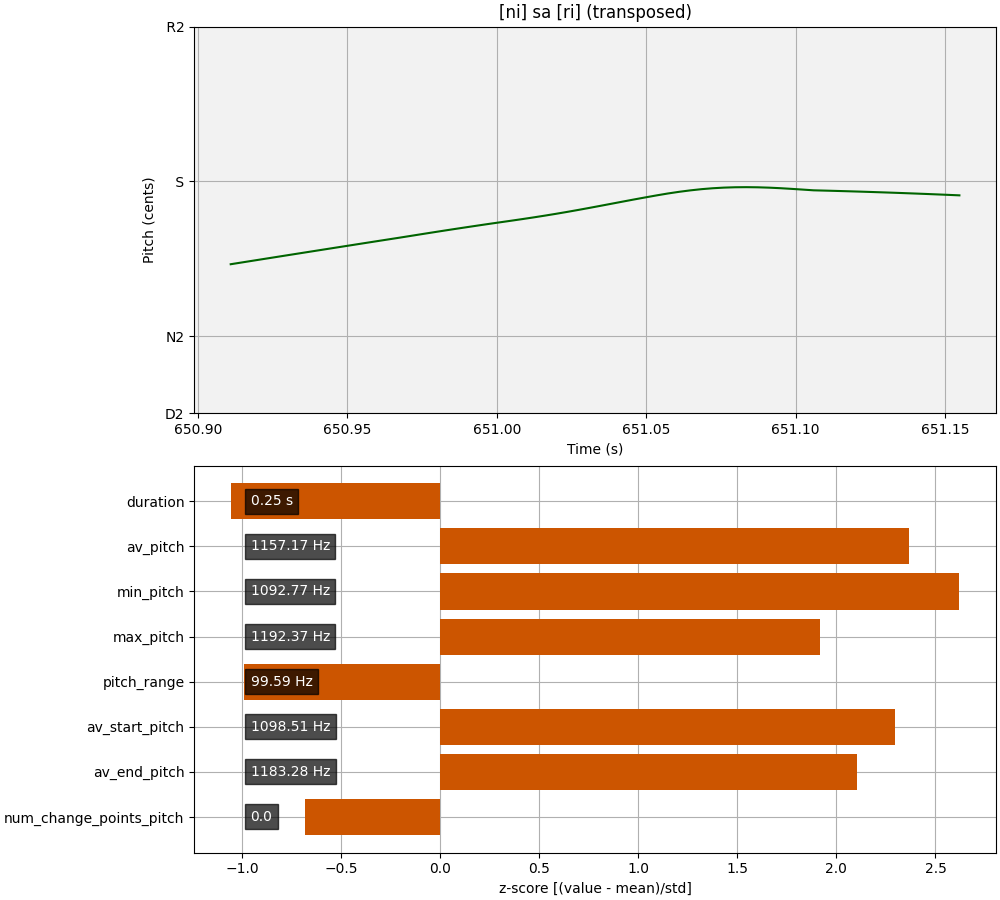 [ni] sa [ri] (transposed)
R2
S
N2
D2
Pitch (cents)
650.90 650.95 651.00 651.05 651.10 651.15
Time (s)
duration 0.25 s
av_pitch 1157.17 Hz
min_pitch 1092.77 Hz
max_pitch 1192.37 Hz
pitch_range 99.59 Hz
av_start_pitch 1098.51 Hz
av_end_pitch 1183.28 Hz
num_change_points_pitch 0.0
−1.0 −0.5 0.0 0.5 1.0 1.5 2.0 2.5
z-score [(value - mean)/std]